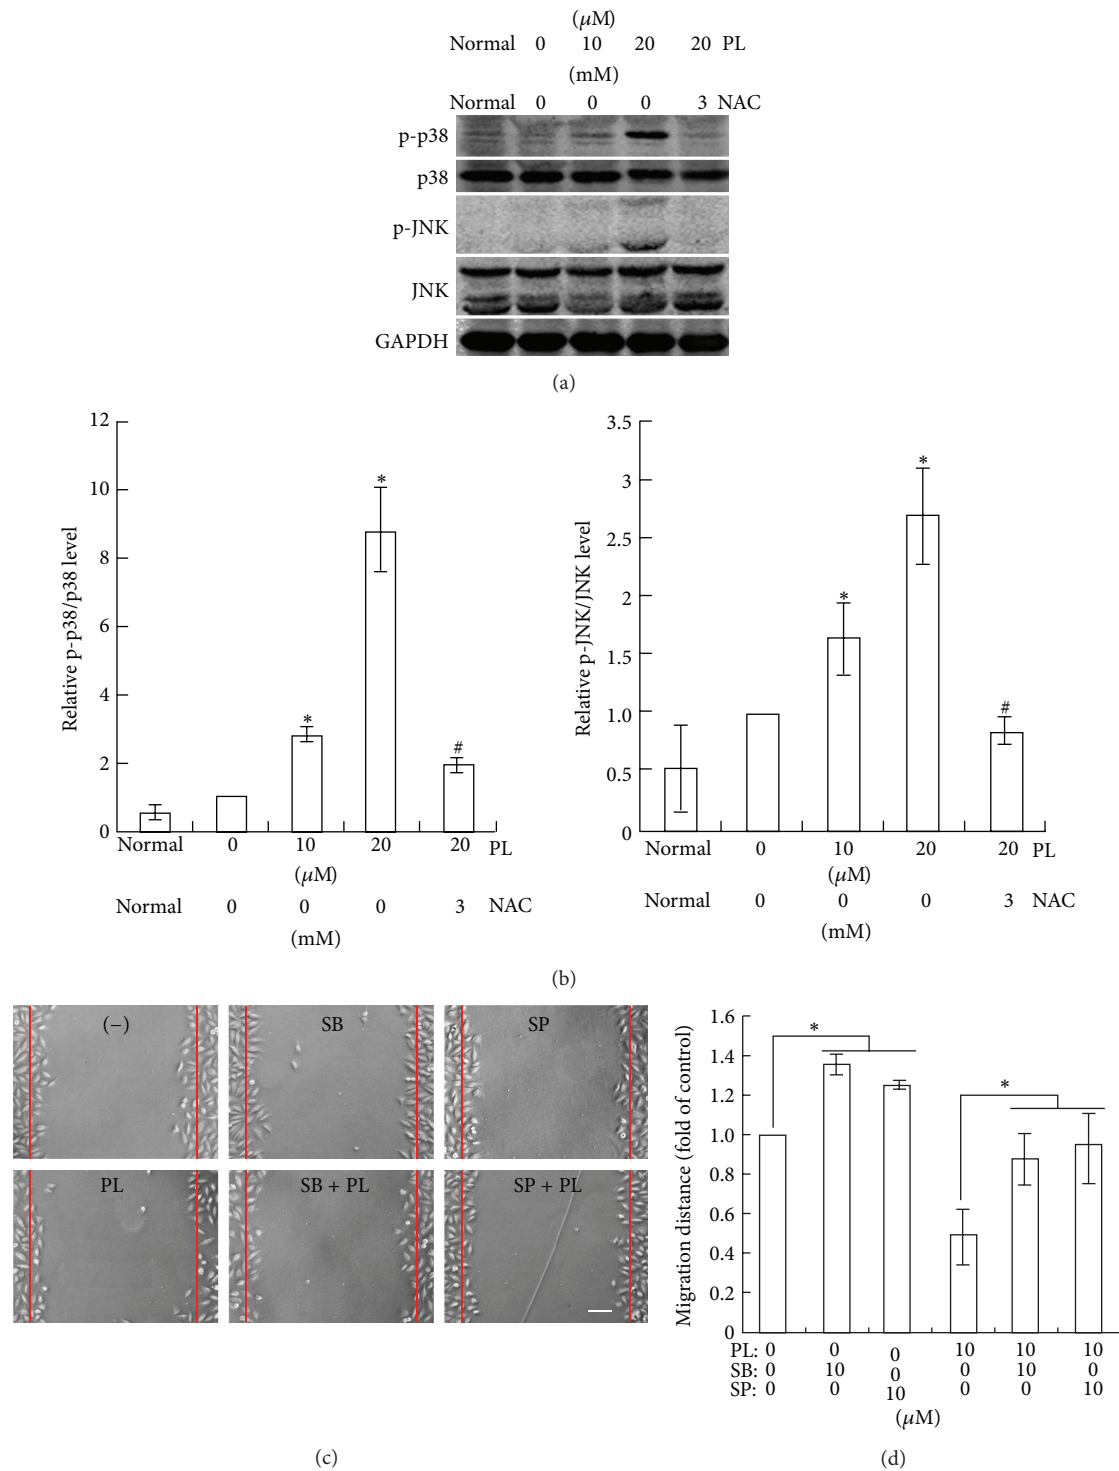 (μM)
Normal 0 10 20 20 PL
(mM)
Normal 0 0 0 3 NAC
p-p38
p38
p-JNK
JNK
GAPDH
(a)
12
10
8
6
4
2
0
Relative p-p38/p38 level
*
*
#
Normal 0 10 20 20 PL
(μM)
Normal 0 0 0 3 NAC
(mM)
3.5
3
2.5
2
1.5
1.0
0.5
0
Relative p-JNK/JNK level
*
*
#
Normal 0 10 20 20 PL
(μM)
Normal 0 0 0 3 NAC
(mM)
(b)
(−) SB SP
PL SB + PL SP + PL
(c)
1.6
1.4
1.2
1.0
0.8
0.6
0.4
0.2
0
Migration distance (fold of control)
*
*
PL: 0 0 0 10 10 10
SB: 0 10 0 0 10 0
SP: 0 0 10 0 0 10
(μM)
(d)